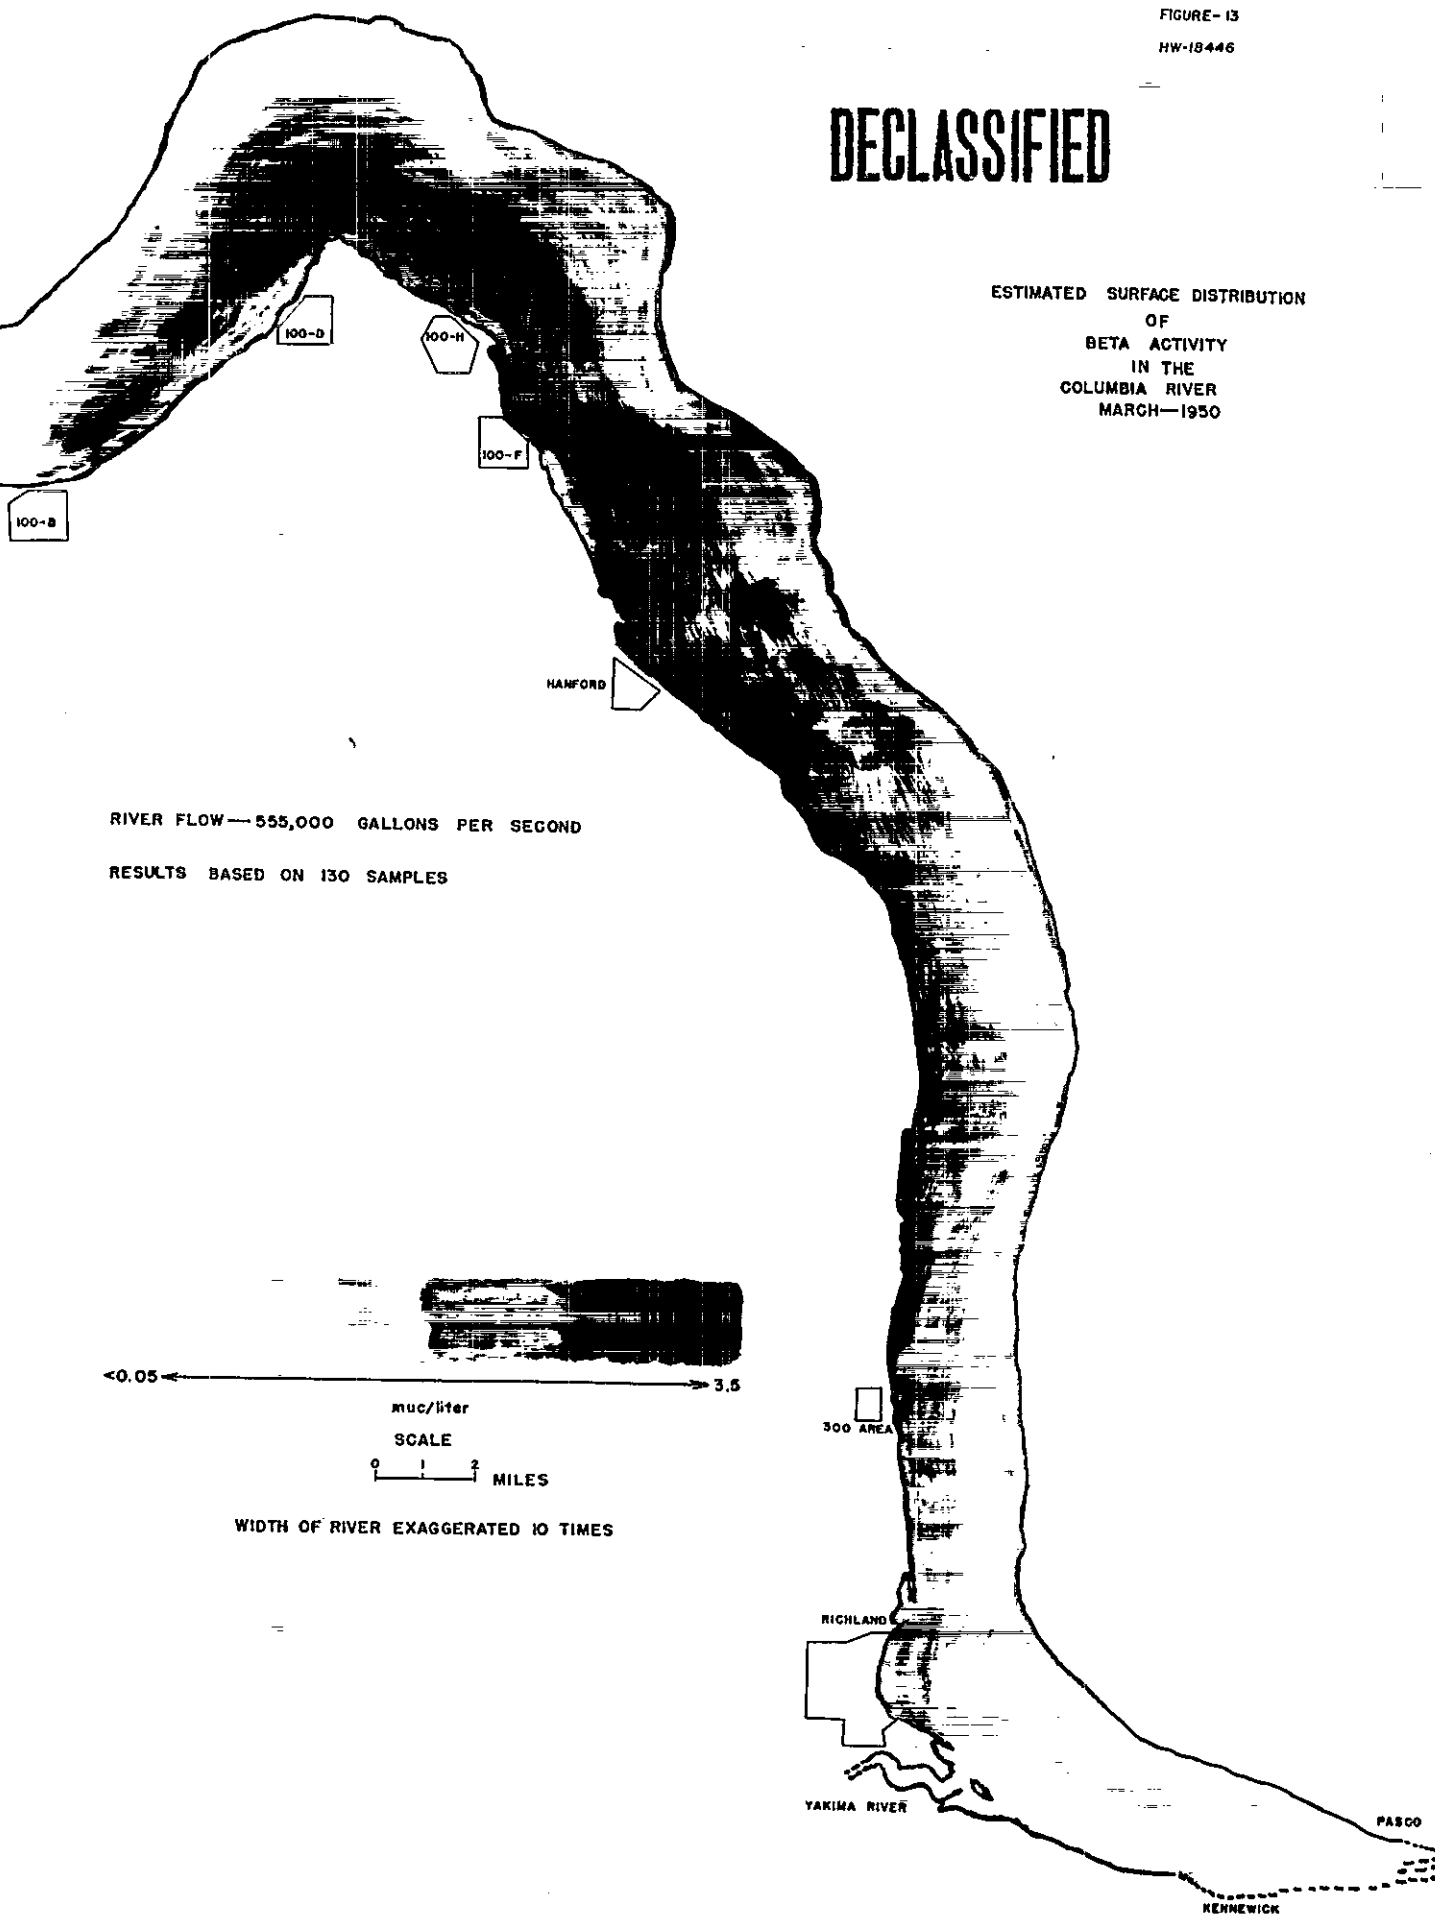 FIGURE-13
HW-18446
DECLASSIFIED
ESTIMATED SURFACE DISTRIBUTION
OF
BETA ACTIVITY
IN THE
COLUMBIA RIVER
MARCH—1950
100-D
100-H
100-F
100-B
HANFORD
RIVER FLOW — 555,000 GALLONS PER SECOND
RESULTS BASED ON 130 SAMPLES
<0.05
3.5
muc/liter
SCALE
0 1 2 MILES
WIDTH OF RIVER EXAGGERATED 10 TIMES
300 AREA
RICHLAND
YAKIMA RIVER
PASCO
KENNEWICK